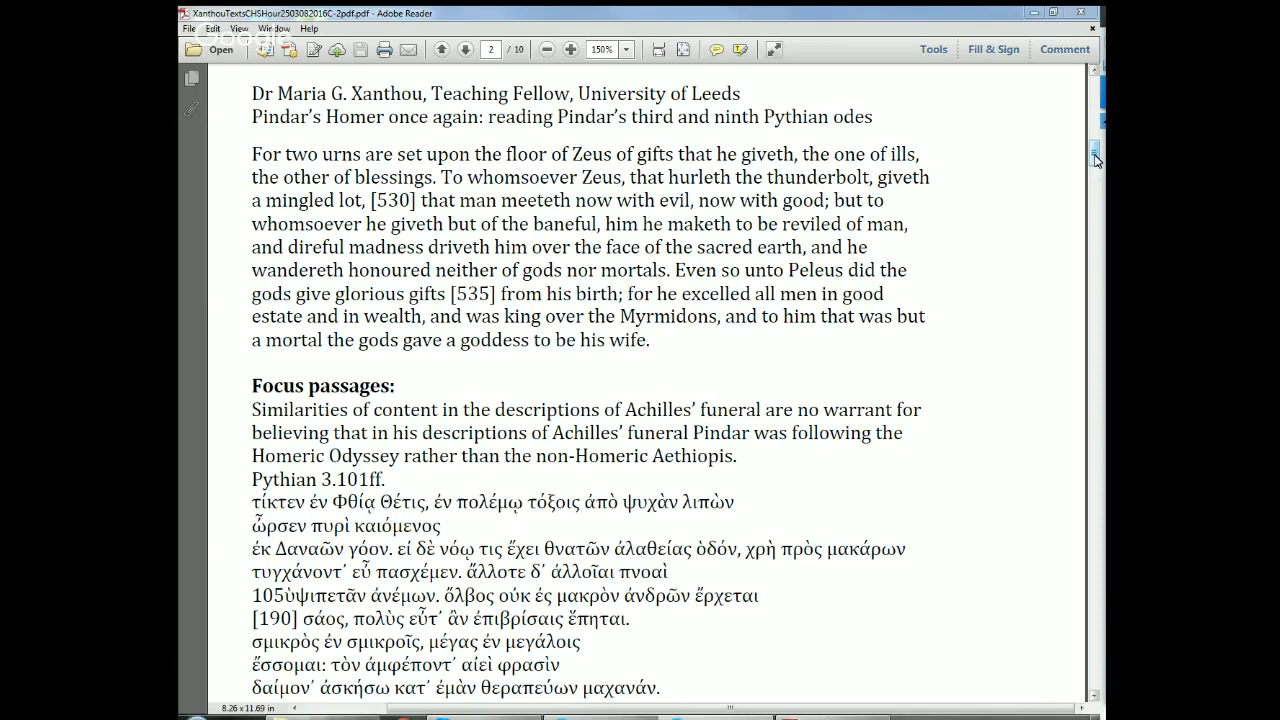 XanthouTextsCHSHour2503082016C-2pdf.pdf - Adobe Reader
File Edit View Window Help
Google
Open 2 / 10 150% Tools Fill & Sign Comment
Dr Maria G. Xanthou, Teaching Fellow, University of Leeds
Pindar’s Homer once again: reading Pindar’s third and ninth Pythian odes
For two urns are set upon the floor of Zeus of gifts that he giveth, the one of ills,
the other of blessings. To whomsoever Zeus, that hurleth the thunderbolt, giveth
a mingled lot, [530] that man meeteth now with evil, now with good; but to
whomsoever he giveth but of the baneful, him he maketh to be reviled of man,
and direful madness driveth him over the face of the sacred earth, and he
wandereth honoured neither of gods nor mortals. Even so unto Peleus did the
gods give glorious gifts [535] from his birth; for he excelled all men in good
estate and in wealth, and was king over the Myrmidons, and to him that was but
a mortal the gods gave a goddess to be his wife.
Focus passages:
Similarities of content in the descriptions of Achilles’ funeral are no warrant for
believing that in his descriptions of Achilles’ funeral Pindar was following the
Homeric Odyssey rather than the non-Homeric Aethiopis.
Pythian 3.101ff.
τίκτεν ἐν Φθίᾳ Θέτις, ἐν πολέμῳ τόξοις ἀπὸ ψυχὰν λιπὼν
ὦρσεν πυρὶ καιόμενος
ἐκ Δαναῶν γόον. εἰ δὲ νόῳ τις ἔχει θνατῶν ἀλαθείας ὁδόν, χρὴ πρὸς μακάρων
τυγχάνοντ᾽ εὖ πασχέμεν. ἄλλοτε δ᾽ ἀλλοῖαι πνοαὶ
105ὑψιπετᾶν ἀνέμων. ὄλβος οὐκ ἐς μακρὸν ἀνδρῶν ἔρχεται
[190] σάος, πολὺς εὖτ᾽ ἂν ἐπιβρίσαις ἕπηται.
σμικρὸς ἐν σμικροῖς, μέγας ἐν μεγάλοις
ἔσσομαι: τὸν ἀμφέποντ᾽ αἰεὶ φρασὶν
δαίμον᾽ ἀσκήσω κατ᾽ ἐμὰν θεραπεύων μαχανάν.
8.26 x 11.69 in